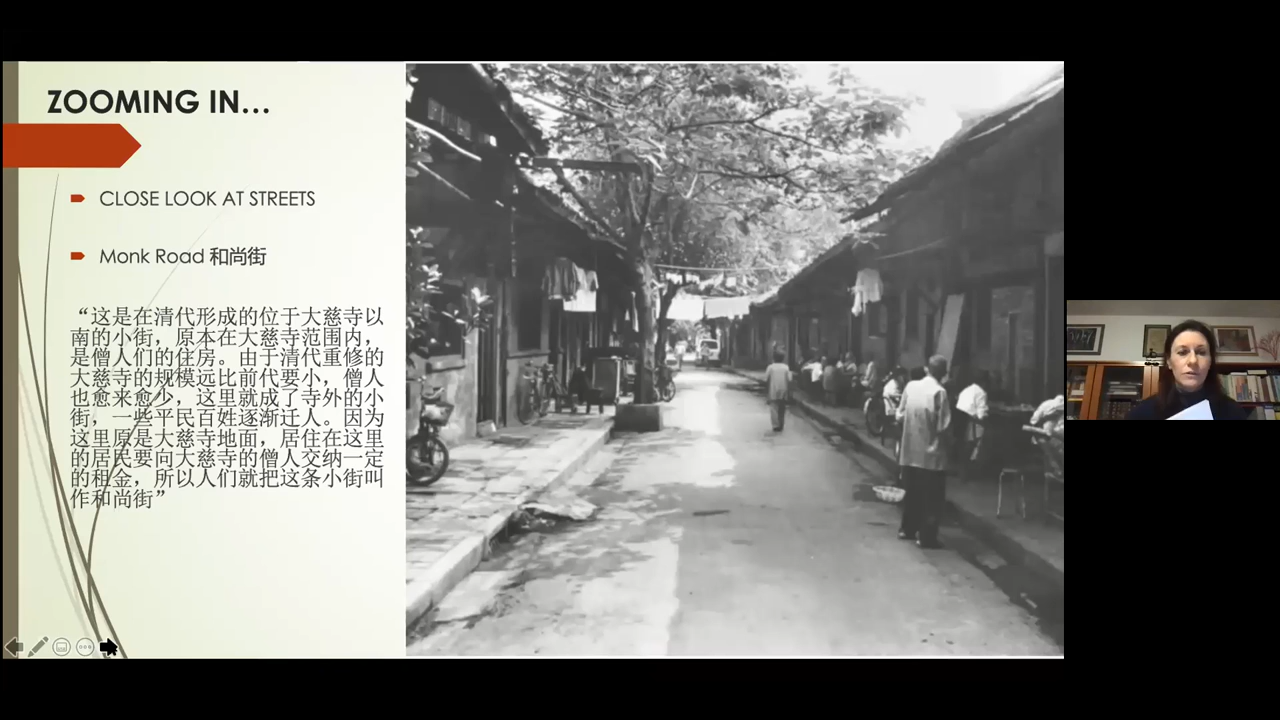 ZOOMING IN...
CLOSE LOOK AT STREETS
Monk Road 和尚街
“这是在清代形成的位于大慈寺以
南的小街，原本在大慈寺范围内，
是僧人们的住房。由于清代重修的
大慈寺的规模远比前代要小，僧人
也愈来愈少，这里就成了寺外的小
街， 一些平民百姓逐渐迁人。因为
这里原是大慈寺地面，居住在这里
的居民要向大慈寺的僧人交纳一定
的租金，所以人们就把这条小街叫
作和尚街”